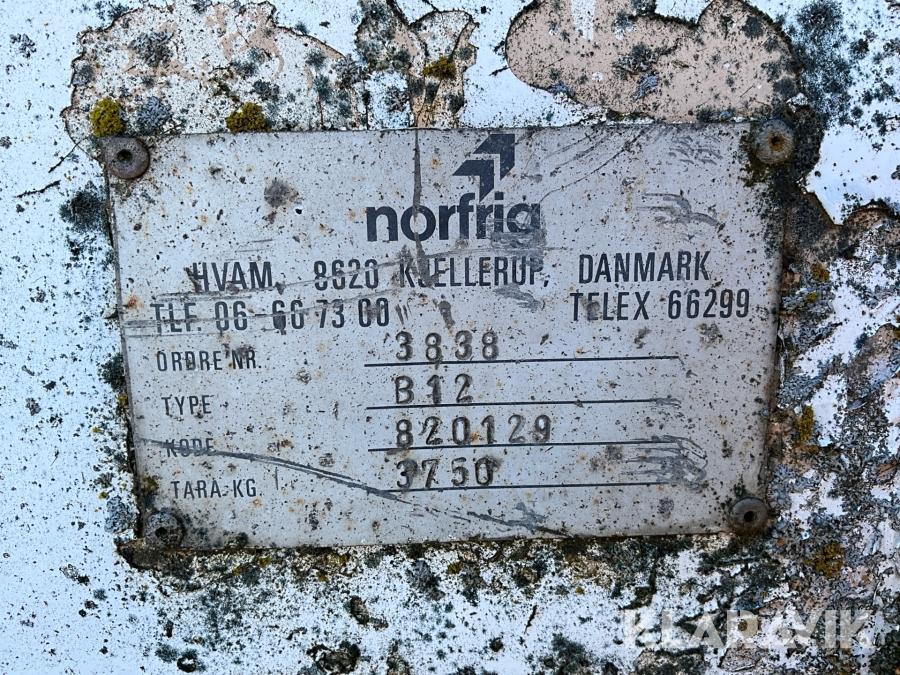 norfrig
HVAM, 8620 KJELLERUP, DANMARK
TLF. 06-66 73 00 TELEX 66299
ORDRE NR. 3838
TYPE B12
KODE 820129
TARA KG 3750
KLARAVIK